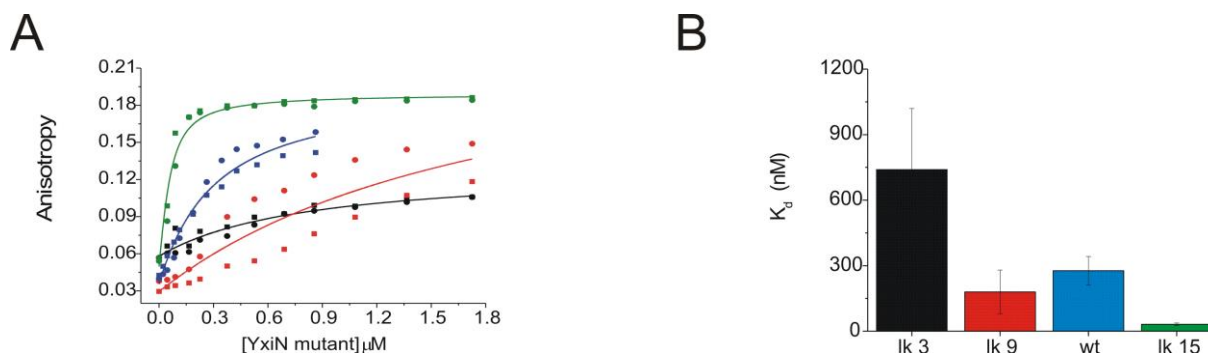 A
B
0.21
0.18
0.15
0.12
0.09
0.06
0.03
Anisotropy
0.0 0.3 0.6 0.9 1.2 1.5 1.8
[YxiN mutant]μM
1200
900
600
300
0
K_d (nM)
lk 3 lk 9 wt lk 15